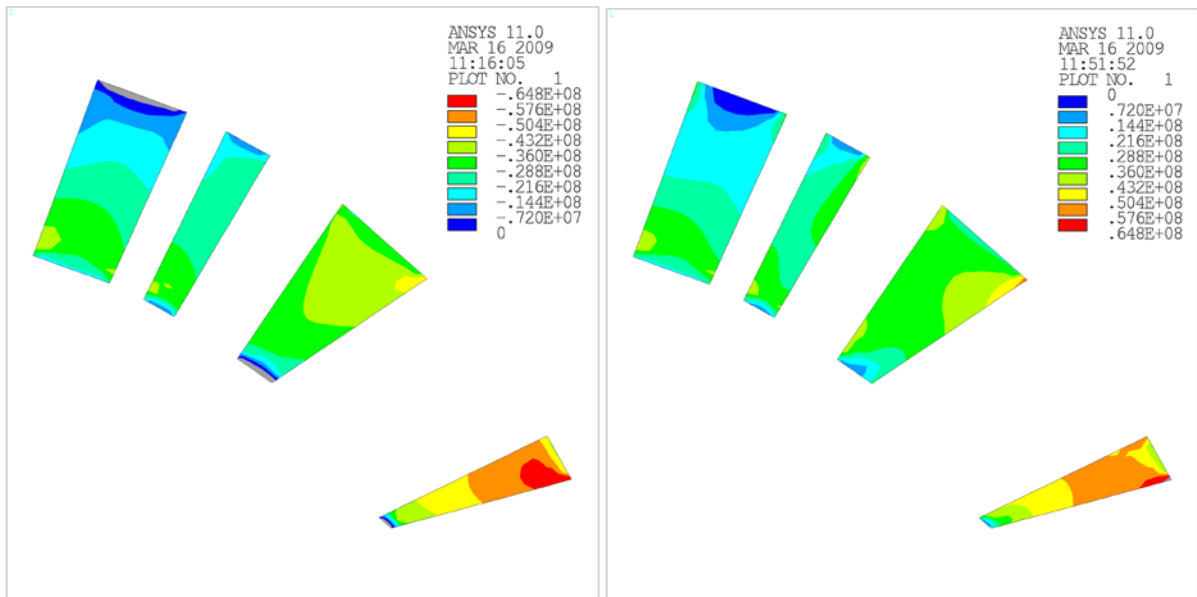 1
ANSYS 11.0
MAR 16 2009
11:16:05
PLOT NO. 1
-.648E+08
-.576E+08
-.504E+08
-.432E+08
-.360E+08
-.288E+08
-.216E+08
-.144E+08
-.720E+07
0
1
ANSYS 11.0
MAR 16 2009
11:51:52
PLOT NO. 1
0
.720E+07
.144E+08
.216E+08
.288E+08
.360E+08
.432E+08
.504E+08
.576E+08
.648E+08